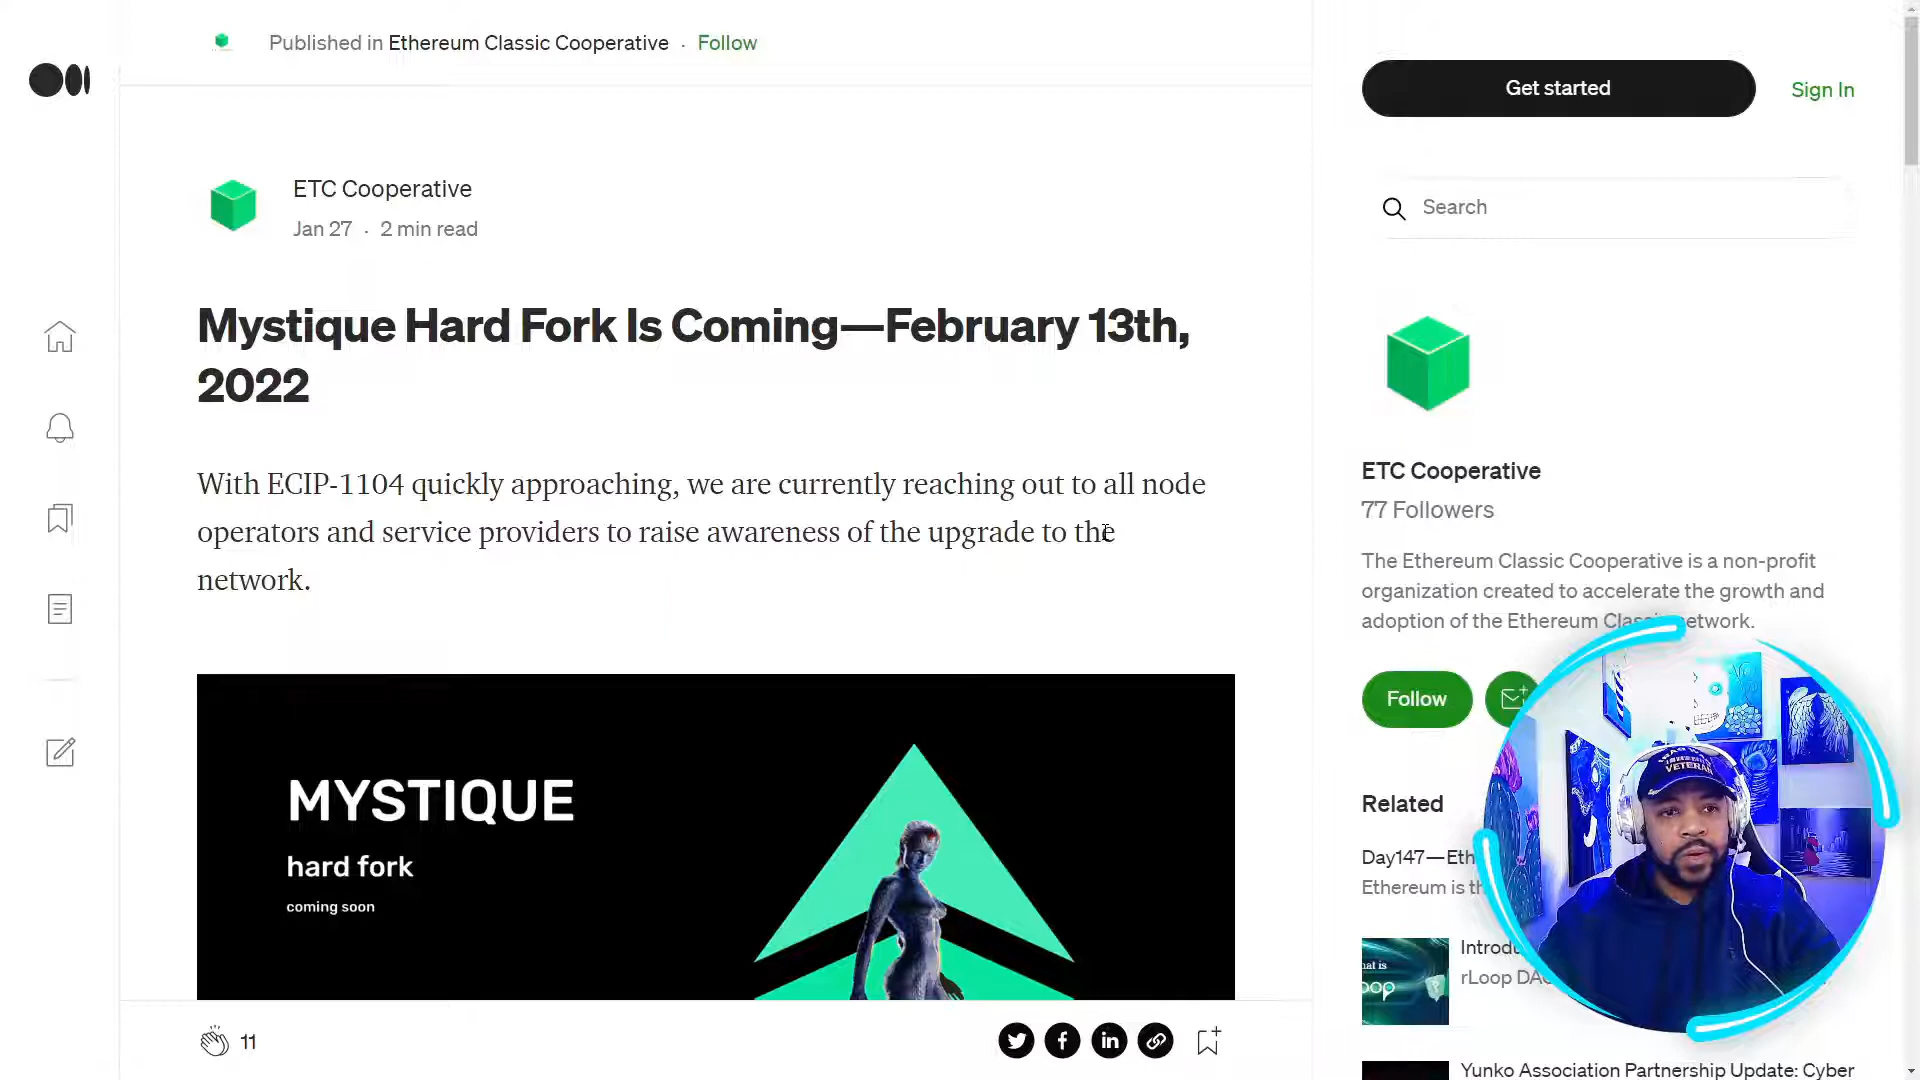 Published in Ethereum Classic Cooperative · Follow
Get started
Sign In
ETC Cooperative
Jan 27 · 2 min read
Search
Mystique Hard Fork Is Coming—February 13th,
2022
With ECIP-1104 quickly approaching, we are currently reaching out to all node
operators and service providers to raise awareness of the upgrade to the
network.
MYSTIQUE
hard fork
coming soon
11
ETC Cooperative
77 Followers
The Ethereum Classic Cooperative is a non-profit
organization created to accelerate the growth and
adoption of the Ethereum network.
Follow
Related
Day147—Eth
Ethereum is th
Introdu
rLoop DA
VETERAN
Yunko Association Partnership Update: Cyber